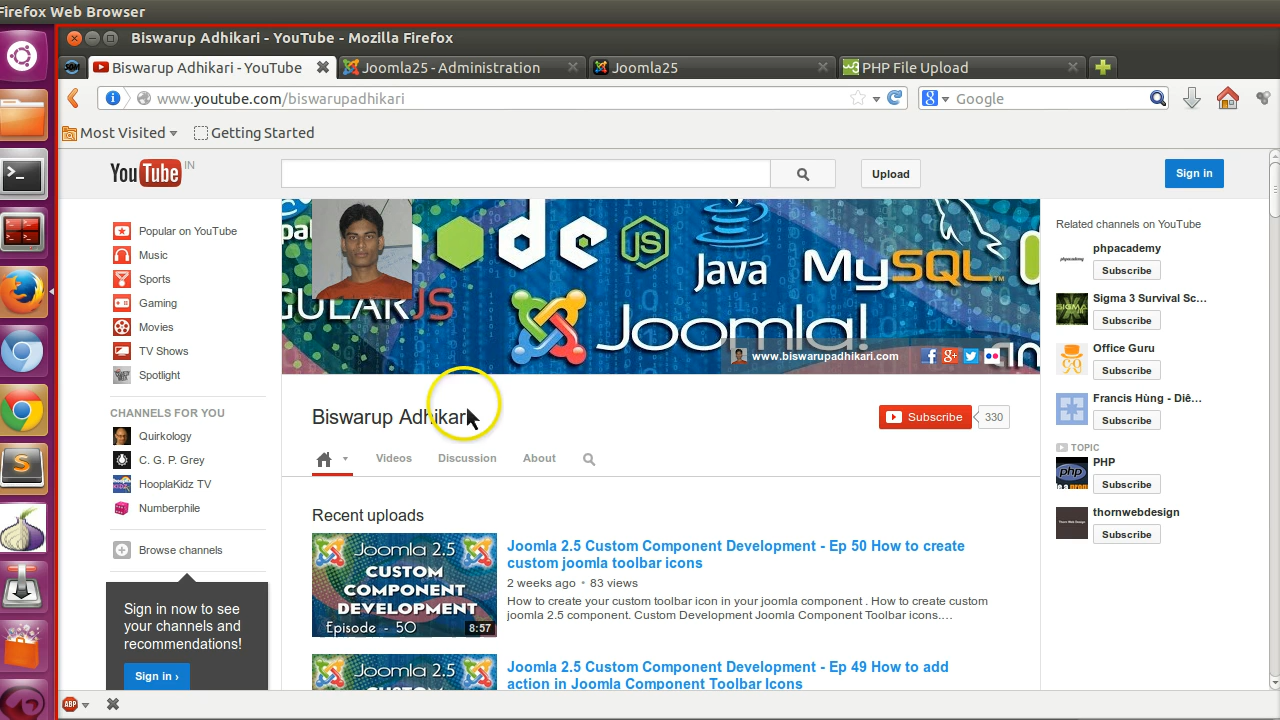 Firefox Web Browser
Biswarup Adhikari - YouTube - Mozilla Firefox
Biswarup Adhikari - YouTube
Joomla25 - Administration
Joomla25
PHP File Upload
www.youtube.com/biswarupadhikari
Google
Most Visited
Getting Started
YouTube IN
Upload
Sign in
Popular on YouTube
Music
Sports
Gaming
Movies
TV Shows
Spotlight
CHANNELS FOR YOU
Quirkology
C. G. P. Grey
HooplaKidz TV
Numberphile
Browse channels
Sign in now to see
your channels and
recommendations!
Sign in ›
node
JS
Java
MySQL
GULARJS
Joomla!
www.biswarupadhikari.com
Biswarup Adhikari
Subscribe 330
Videos
Discussion
About
Recent uploads
Joomla 2.5
CUSTOM
COMPONENT
DEVELOPMENT
Episode - 50
8:57
Joomla 2.5 Custom Component Development - Ep 50 How to create
custom joomla toolbar icons
2 weeks ago • 83 views
How to create your custom toolbar icon in your joomla component . How to create custom
joomla 2.5 component. Custom Development Joomla Component Toolbar icons....
Joomla 2.5
Joomla 2.5 Custom Component Development - Ep 49 How to add
action in Joomla Component Toolbar Icons
Related channels on YouTube
phpacademy
Subscribe
Sigma 3 Survival Sc...
Subscribe
Office Guru
Subscribe
Francis Hùng - Diê...
Subscribe
TOPIC
PHP
Subscribe
thornwebdesign
Subscribe
ABP